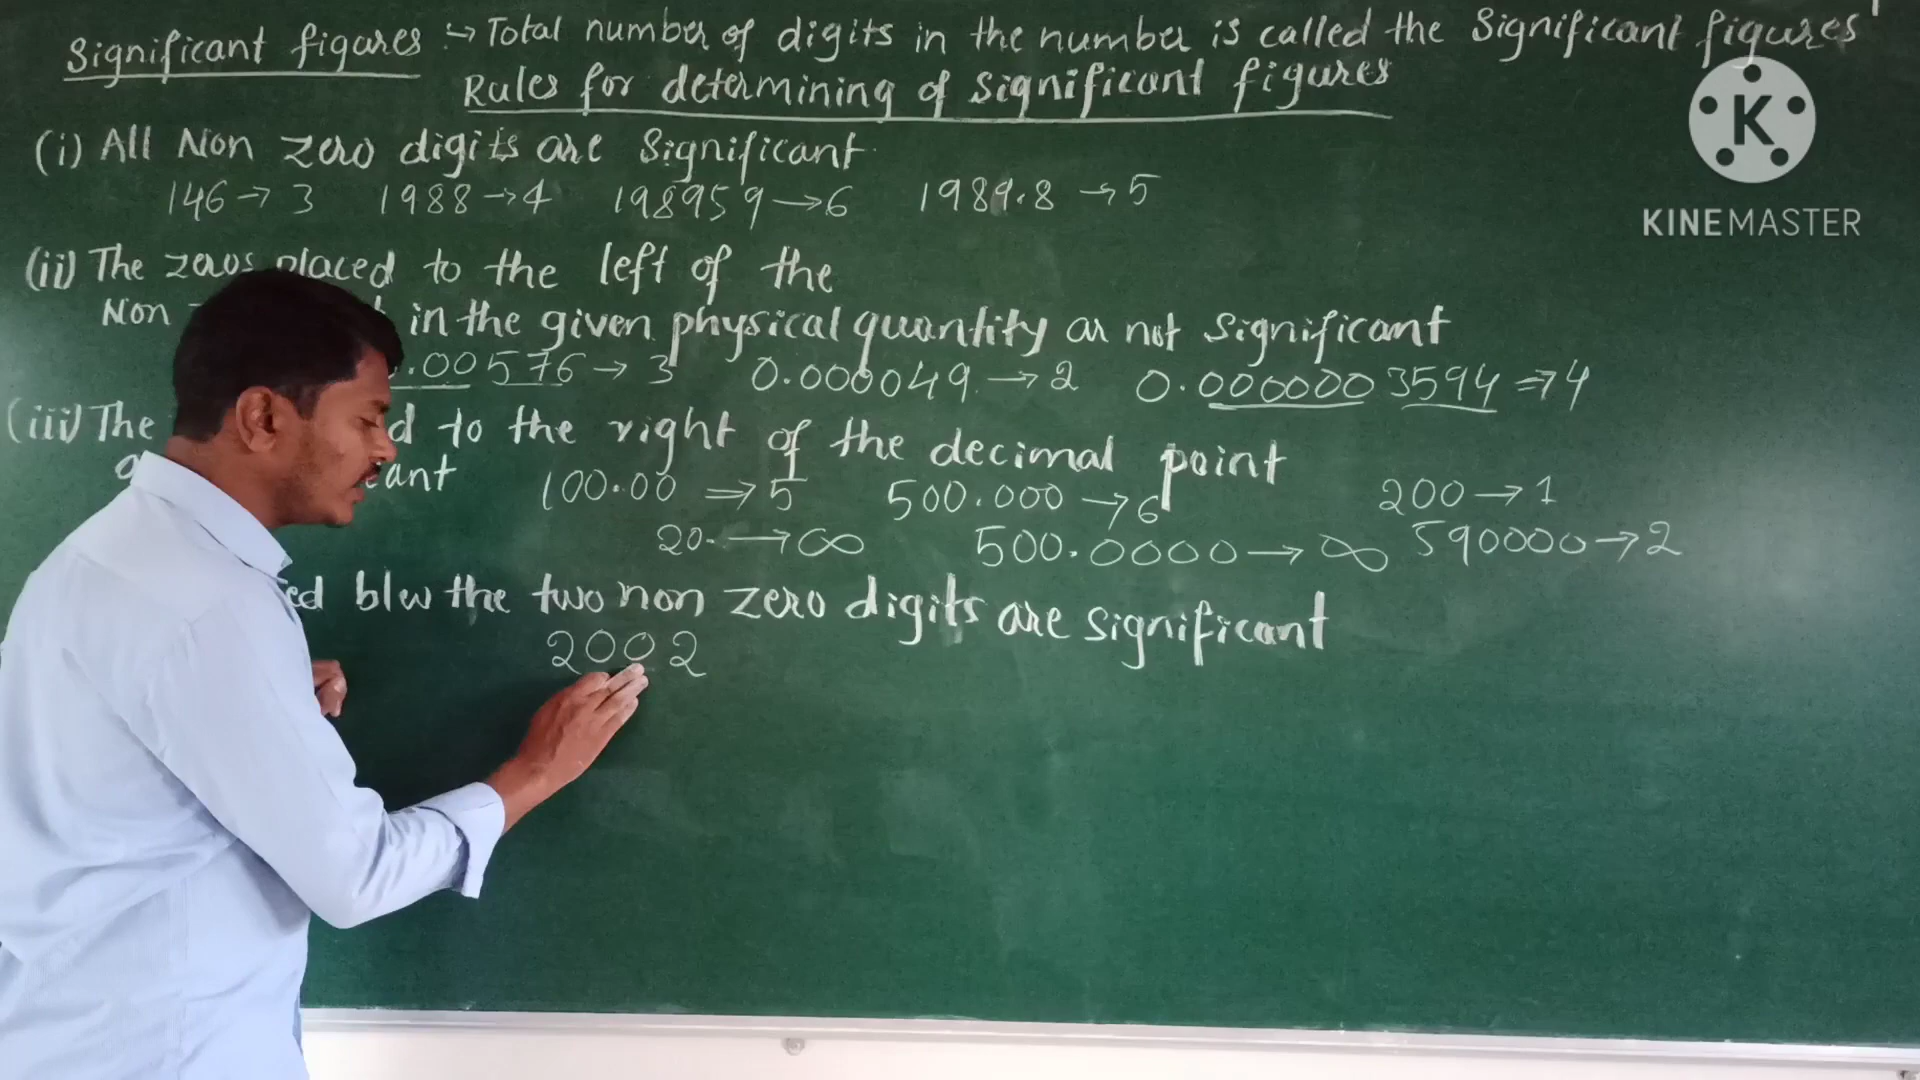 Significant figures :→ Total number of digits in the number is called the Significant figures
Rules for determining of significant figures
(i) All Non zero digits are significant
146 → 3 1988 → 4 198959 → 6 1989.8 → 5
(ii) The zeros placed to the left of the
Non in the given physical quantity are not significant
.00576 → 3 0.000049 → 2 0.0000003594 ⇒ 4
(iii) The to the right of the decimal point
100.00 ⇒ 5 500.000 → 6 200 → 1
20. → ∞ 500.0000 → ∞ 590000 → 2
b/w the two non zero digits are significant
2002
K
KINEMASTER